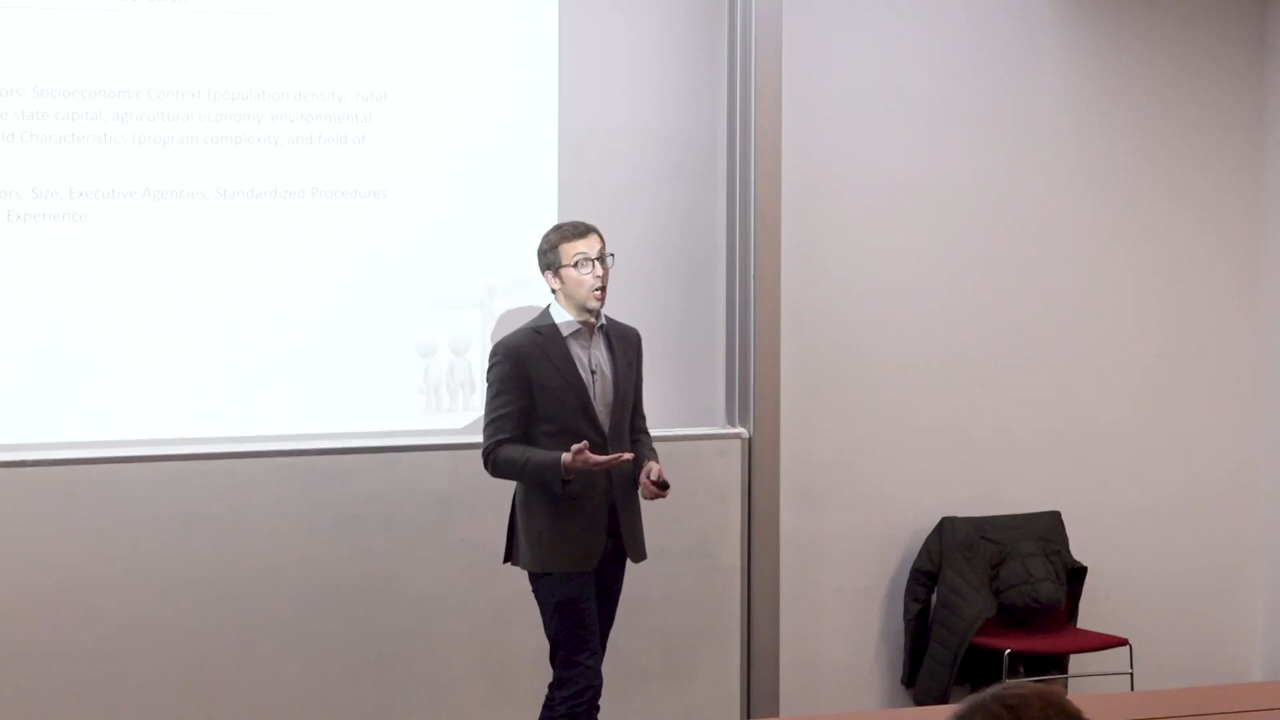 ors: Socioeconomic Context (population density, rural
e state capital, agricultural economy, environmental
ld Characteristics (program complexity, and field of
ors: Size, Executive Agencies, Standardized Procedures
Experience